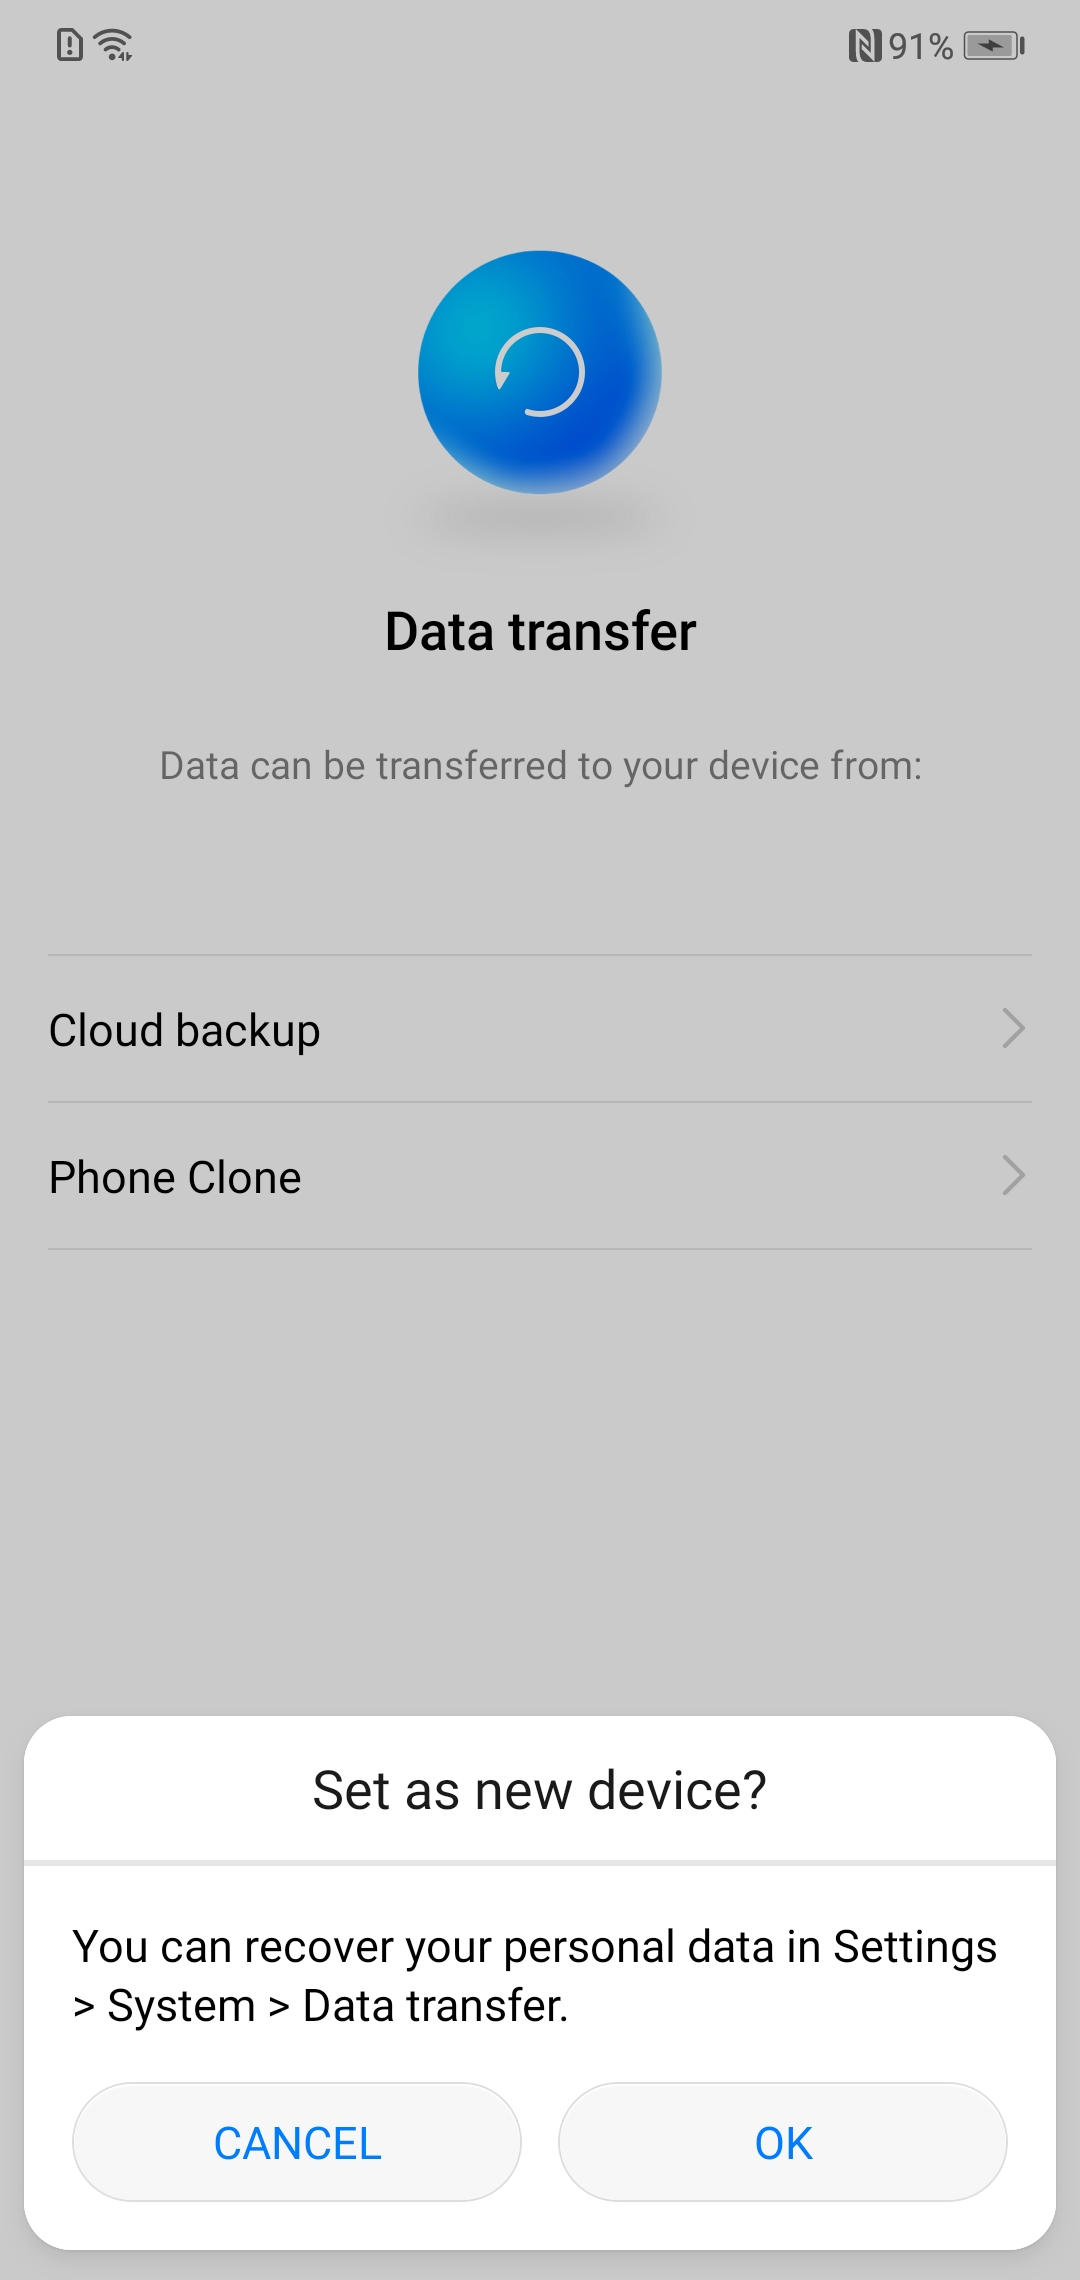 91%
Data transfer
Data can be transferred to your device from:
Cloud backup
Phone Clone
Set as new device?
You can recover your personal data in Settings
> System > Data transfer.
CANCEL
OK